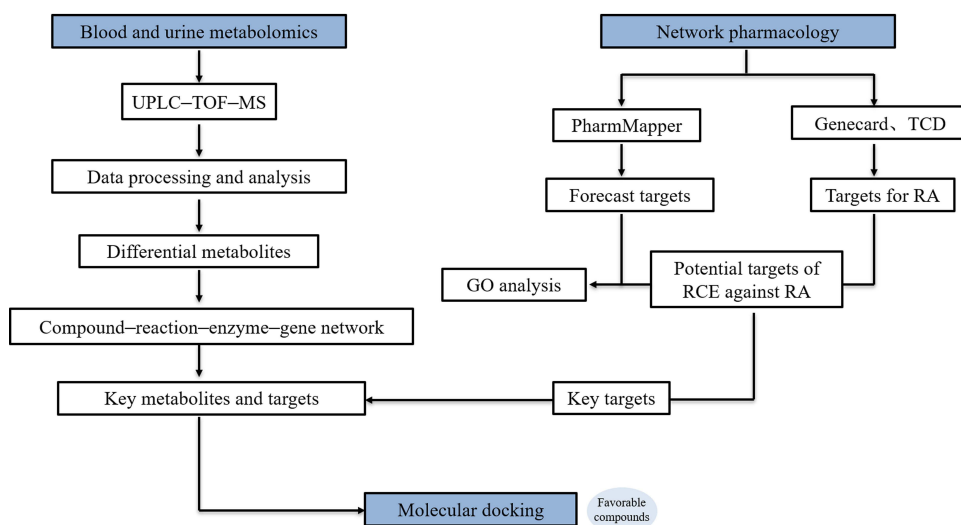 Blood and urine metabolomics
Network pharmacology
UPLC–TOF–MS
PharmMapper
Genecard、TCD
Data processing and analysis
Forecast targets
Targets for RA
Differential metabolites
GO analysis
Potential targets of
RCE against RA
Compound–reaction–enzyme–gene network
Key metabolites and targets
Key targets
Molecular docking
Favorable
compounds